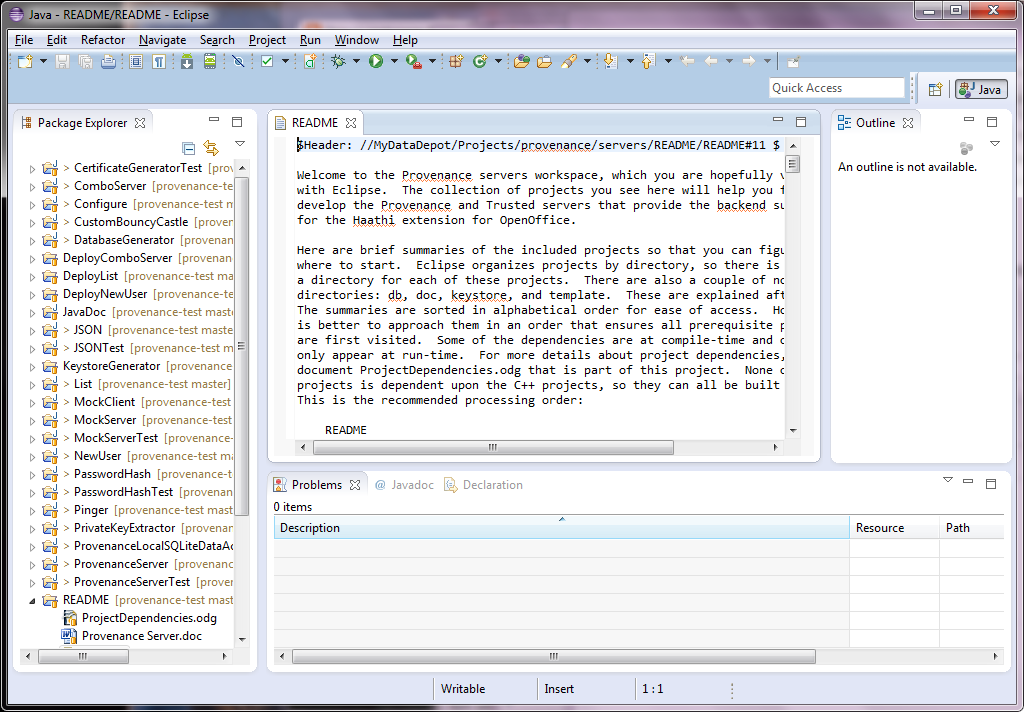 Java - README/README - Eclipse
File Edit Refactor Navigate Search Project Run Window Help
Quick Access
Java
Package Explorer
> CertificateGeneratorTest [provenance
> ComboServer [provenance-te
> Configure [provenance-test m
> CustomBouncyCastle [proven
> DatabaseGenerator [provenan
DeployComboServer [provenan
DeployList [provenance-test ma
DeployNewUser [provenance-te
JavaDoc [provenance-test maste
> JSON [provenance-test master
> JSONTest [provenance-test m
KeystoreGenerator [provenance
> List [provenance-test master]
> MockClient [provenance-test
> MockServer [provenance-test
> MockServerTest [provenance-
> NewUser [provenance-test m
> PasswordHash [provenance-t
> PasswordHashTest [provenan
> Pinger [provenance-test mast
> PrivateKeyExtractor [provenan
> ProvenanceLocalSQLiteDataAc
> ProvenanceServer [provenanc
> ProvenanceServerTest [proven
README [provenance-test mast
ProjectDependencies.odg
Provenance Server.doc
README
$Header: //MyDataDepot/Projects/provenance/servers/README/README#11 $
Welcome to the Provenance servers workspace, which you are hopefully v
with Eclipse. The collection of projects you see here will help you t
develop the Provenance and Trusted servers that provide the backend su
for the Haathi extension for OpenOffice.
Here are brief summaries of the included projects so that you can figu
where to start. Eclipse organizes projects by directory, so there is
a directory for each of these projects. There are also a couple of no
directories: db, doc, keystore, and template. These are explained aft
The summaries are sorted in alphabetical order for ease of access. Ho
is better to approach them in an order that ensures all prerequisite p
are first visited. Some of the dependencies are at compile-time and o
only appear at run-time. For more details about project dependencies,
document ProjectDependencies.odg that is part of this project. None o
projects is dependent upon the C++ projects, so they can all be built
This is the recommended processing order:
README
Outline
An outline is not available.
Problems @ Javadoc Declaration
0 items
Description Resource Path
Writable Insert 1 : 1